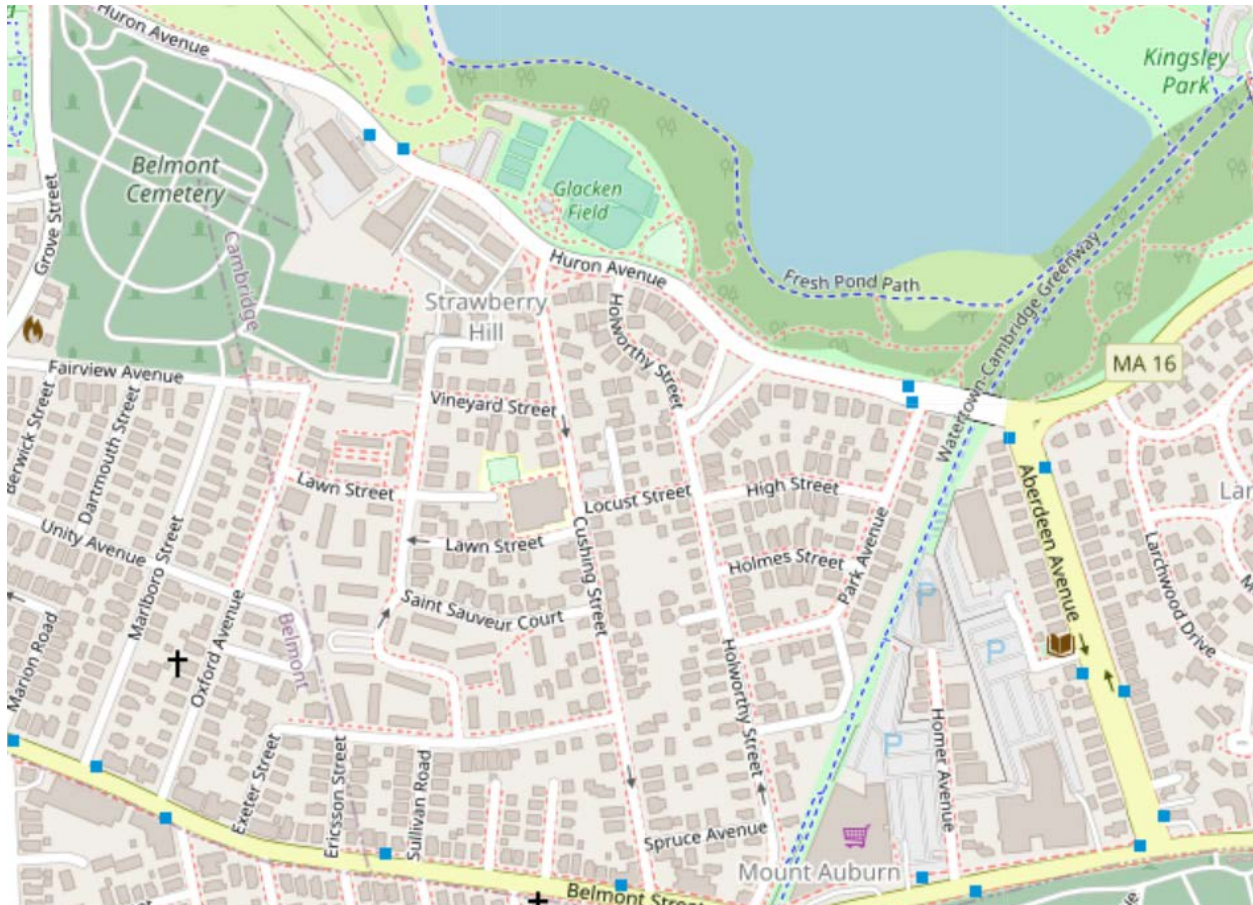 Huron Avenue
Kingsley
Park
Belmont
Cemetery
Glacken
Field
Grove Street
Cambridge
Huron Avenue
Fresh Pond Path
Watertown-Cambridge Greenway
Strawberry
Hill
Holworthy Street
MA 16
Fairview Avenue
Berwick Street
Dartmouth Street
Vineyard Street
Lawn Street
Locust Street
High Street
Aberdeen Avenue
Lar
Unity Avenue
Marlboro Street
Lawn Street
Cushing Street
Holmes Street
Park Avenue
Larchwood Drive
M
Saint Sauveur Court
Belmont
Marion Road
Oxford Avenue
Holworthy Street
P
P
P
Homer Avenue
Exeter Street
Ericsson Street
Sullivan Road
Spruce Avenue
Mount Auburn
Belmont Street